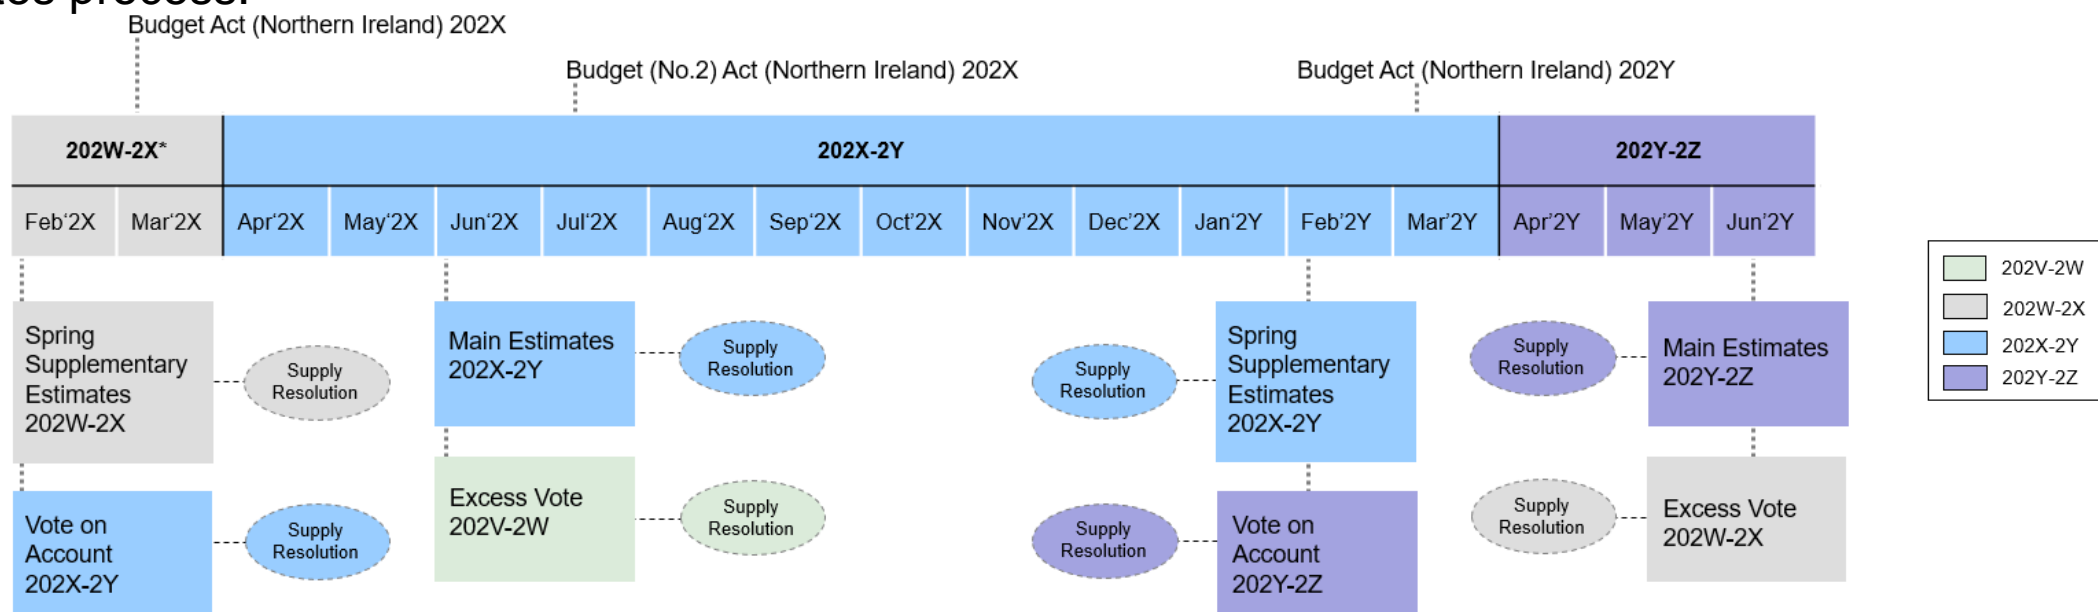 process.
Budget Act (Northern Ireland) 202X
Budget (No.2) Act (Northern Ireland) 202X
Budget Act (Northern Ireland) 202Y
202W-2X*
202X-2Y
202Y-2Z
Feb‘2X
Mar‘2X
Apr‘2X
May‘2X
Jun‘2X
Jul‘2X
Aug‘2X
Sep‘2X
Oct’2X
Nov’2X
Dec’2X
Jan‘2Y
Feb’2Y
Mar’2Y
Apr’2Y
May’2Y
Jun’2Y
Spring
Supplementary
Estimates
202W-2X
Supply
Resolution
Main Estimates
202X-2Y
Supply
Resolution
Supply
Resolution
Spring
Supplementary
Estimates
202X-2Y
Supply
Resolution
Main Estimates
202Y-2Z
Vote on
Account
202X-2Y
Supply
Resolution
Excess Vote
202V-2W
Supply
Resolution
Supply
Resolution
Vote on
Account
202Y-2Z
Supply
Resolution
Excess Vote
202W-2X
202V-2W
202W-2X
202X-2Y
202Y-2Z